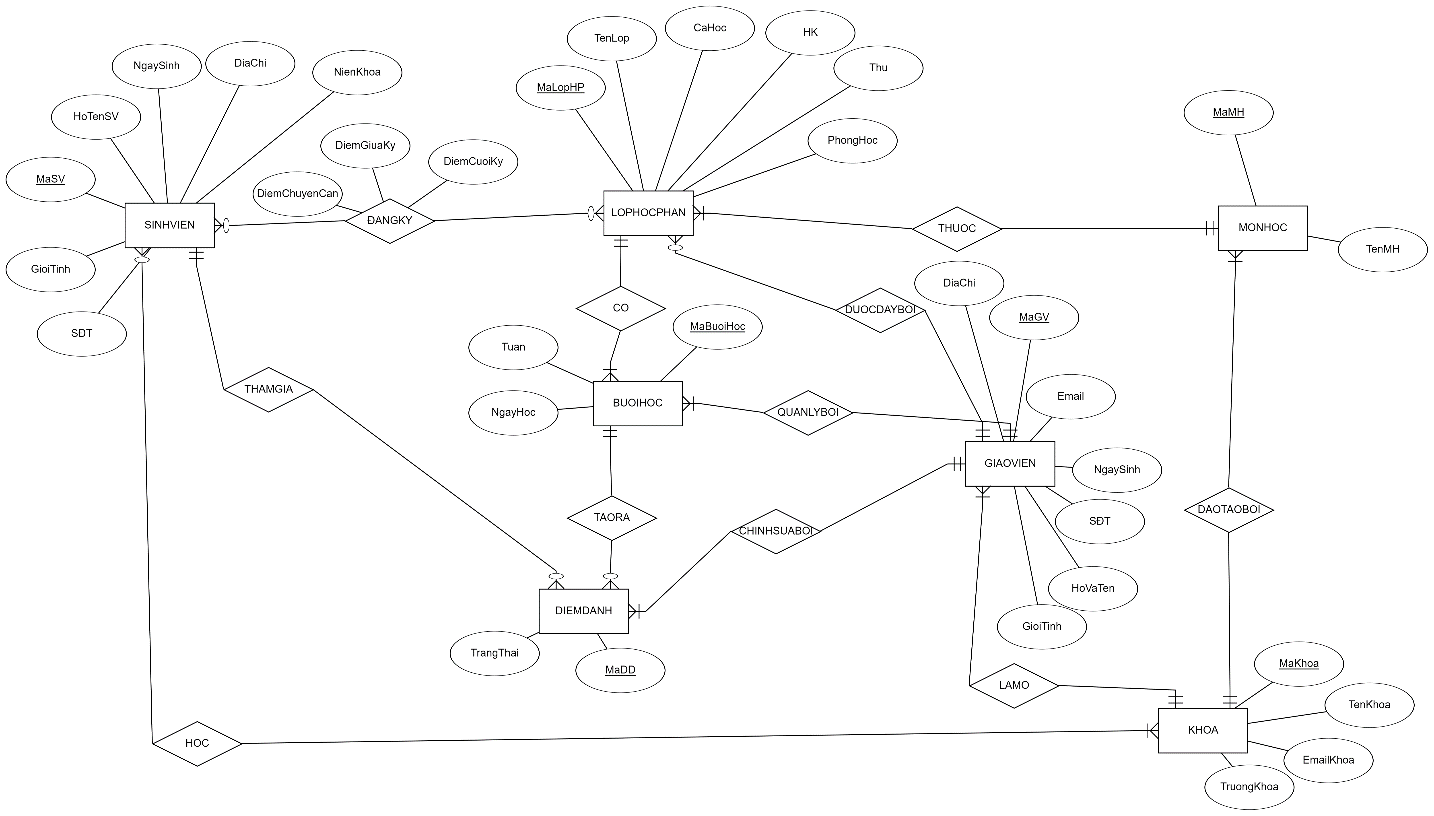 CaHoc
HK
TenLop
NgaySinh
DiaChi
NienKhoa
Thu
MaLopHP
HoTenSV
MaMH
DiemGiuaKy
PhongHoc
DiemCuoiKy
MaSV
DiemChuyenCan
SINHVIEN
ĐANGKY
LOPHOCPHAN
THUOC
MONHOC
TenMH
GioiTinh
DiaChi
SĐT
CO
DUOCDAYBOI
MaGV
MaBuoiHoc
Tuan
THAMGIA
Email
BUOIHOC
NgayHoc
QUANLYBOI
GIAOVIEN
NgaySinh
TAORA
CHINHSUABOI
SĐT
DAOTAOBOI
HoVaTen
DIEMDANH
GioiTinh
TrangThai
MaDD
LAMO
MaKhoa
TenKhoa
HOC
KHOA
EmailKhoa
TruongKhoa